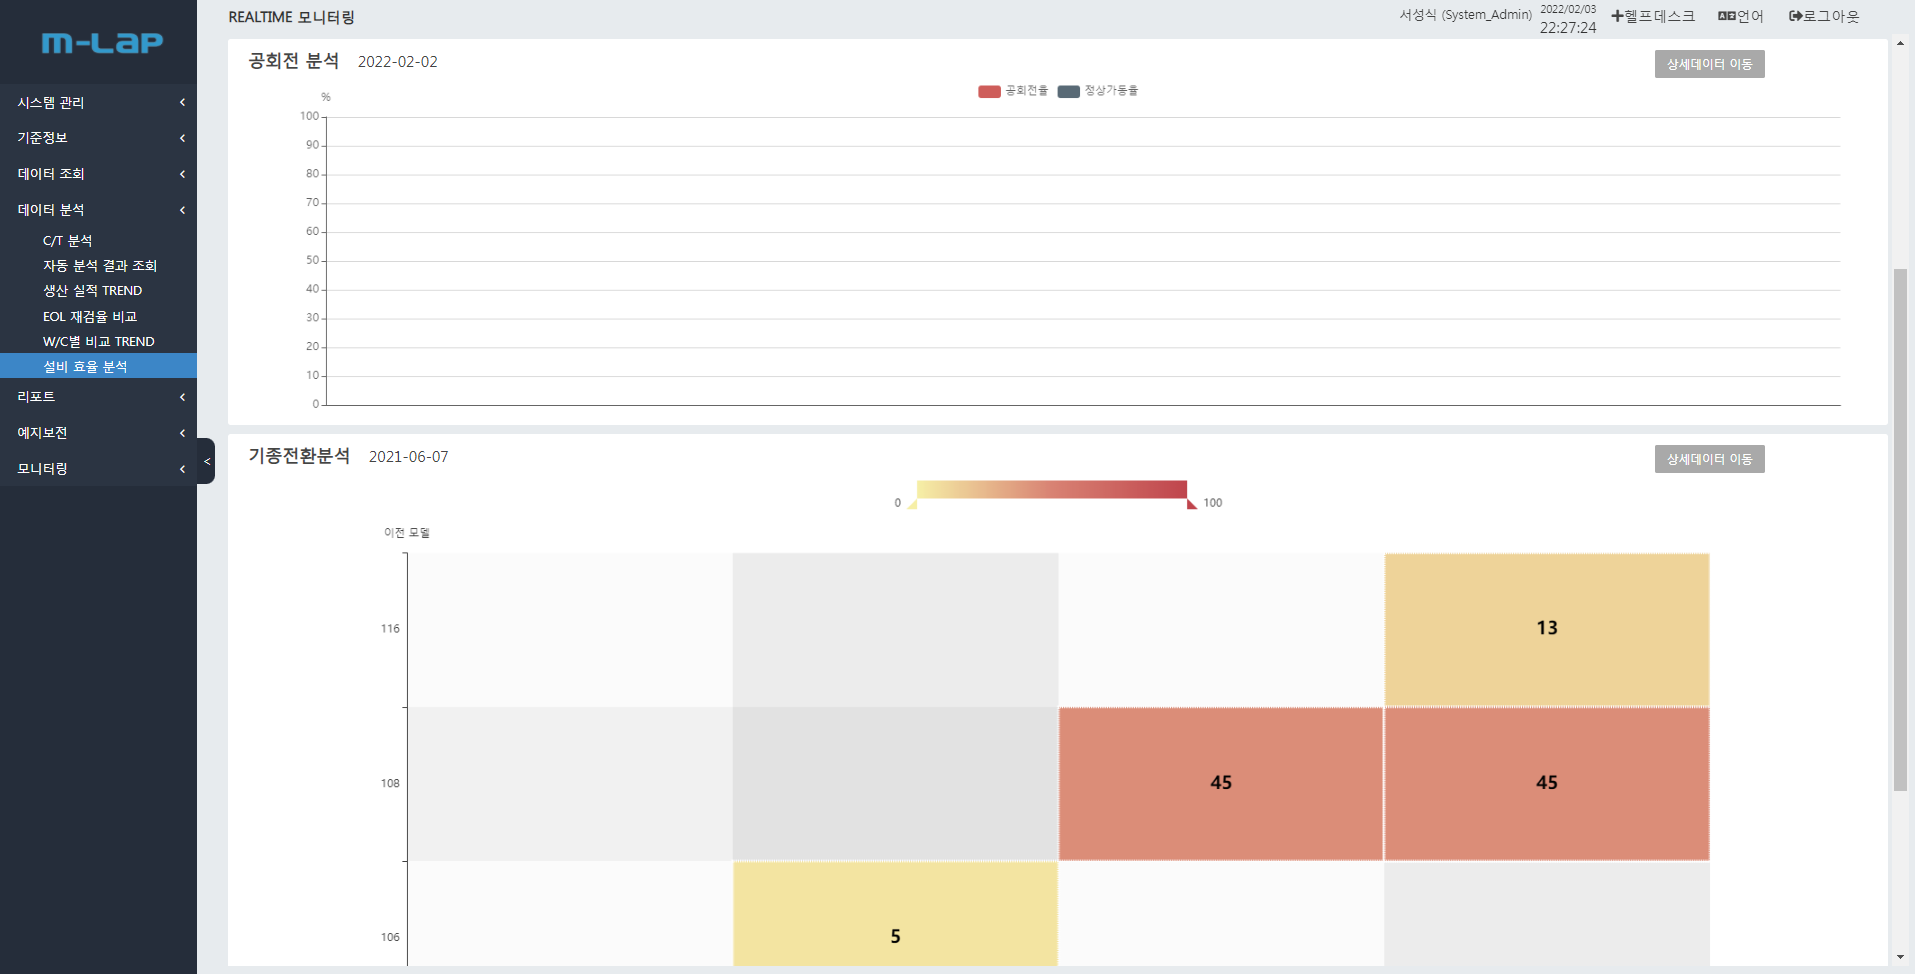 m-Lap
시스템 관리
기준정보
데이터 조회
데이터 분석
C/T 분석
자동 분석 결과 조회
생산 실적 TREND
EOL 재검율 비교
W/C별 비교 TREND
설비 효율 분석
리포트
예지보전
모니터링
REALTIME 모니터링
서성식 (System_Admin)
2022/02/03
22:27:24
헬프데스크
언어
로그아웃
공회전 분석 2022-02-02
상세데이터 이동
공회전율 정상가동율
%
100
90
80
70
60
50
40
30
20
10
0
기종전환분석 2021-06-07
상세데이터 이동
0 100
이전 모델
116 13
108 45 45
106 5